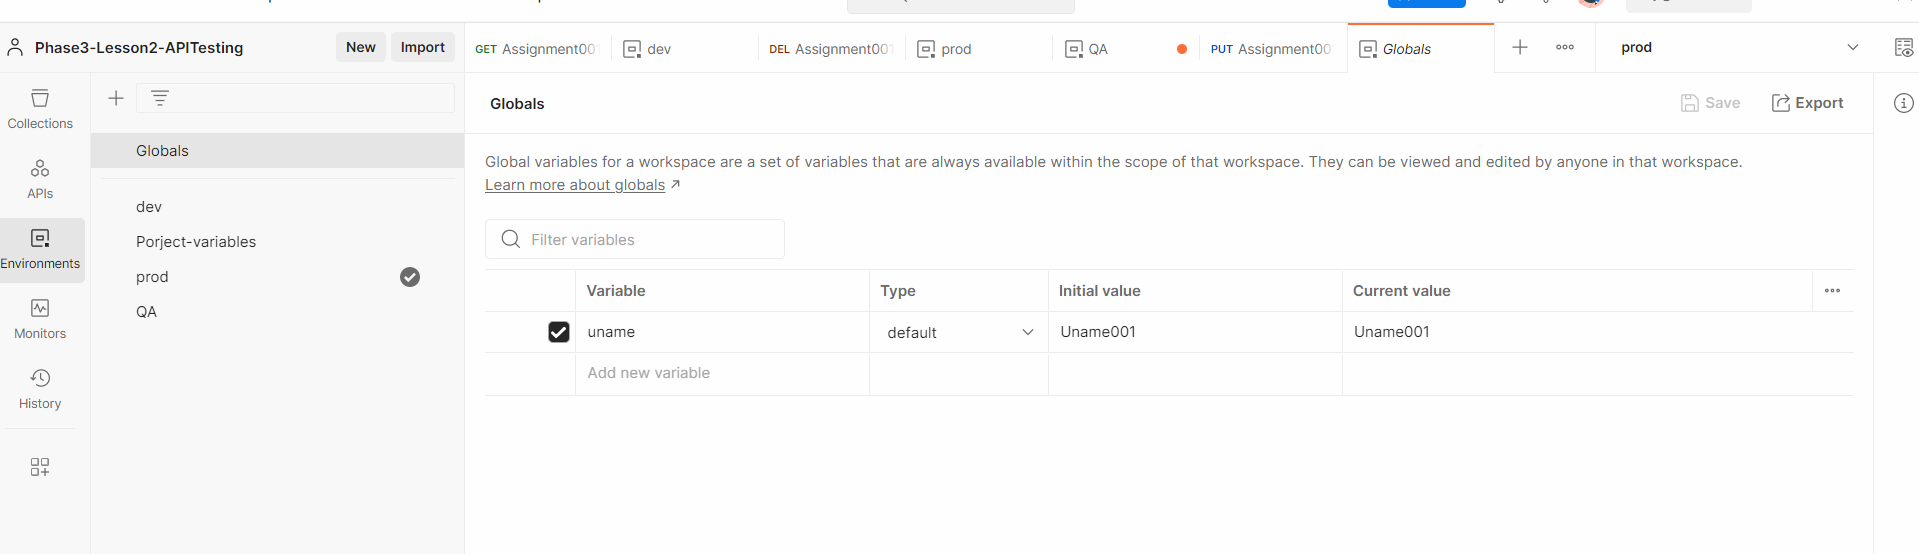 Phase3-Lesson2-APITesting
New
Import
GET Assignment001
dev
DEL Assignment001
prod
QA
PUT Assignment001
Globals
prod
Collections
APIs
Environments
Monitors
History
Globals
dev
Porject-variables
prod
QA
Globals
Save
Export
Global variables for a workspace are a set of variables that are always available within the scope of that workspace. They can be viewed and edited by anyone in that workspace.
Learn more about globals ↗
Filter variables
Variable
Type
Initial value
Current value
uname
default
Uname001
Uname001
Add new variable